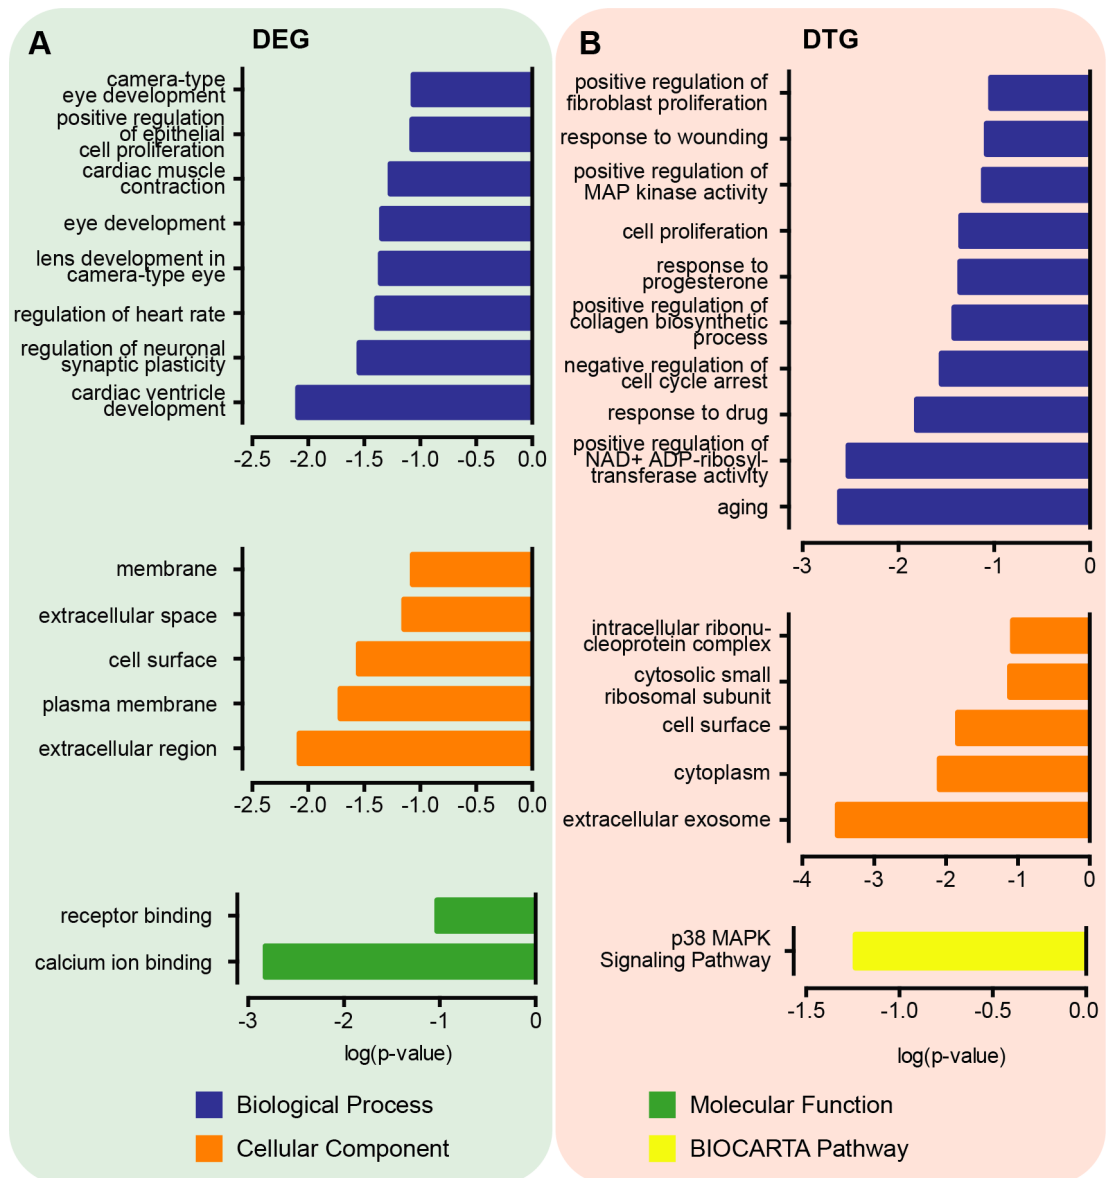 A
DEG
camera-type
eye development
positive regulation
of epithelial
cell proliferation
cardiac muscle
contraction
eye development
lens development in
camera-type eye
regulation of heart rate
regulation of neuronal
synaptic plasticity
cardiac ventricle
development
-2.5 -2.0 -1.5 -1.0 -0.5 0.0
membrane
extracellular space
cell surface
plasma membrane
extracellular region
-2.5 -2.0 -1.5 -1.0 -0.5 0.0
receptor binding
calcium ion binding
-3 -2 -1 0
log(p-value)
B
DTG
positive regulation of
fibroblast proliferation
response to wounding
positive regulation of
MAP kinase activity
cell proliferation
response to
progesterone
positive regulation of
collagen biosynthetic
process
negative regulation of
cell cycle arrest
response to drug
positive regulation of
NAD+ ADP-ribosyl-
transferase activity
aging
-3 -2 -1 0
intracellular ribonu-
cleoprotein complex
cytosolic small
ribosomal subunit
cell surface
cytoplasm
extracellular exosome
-4 -3 -2 -1 0
p38 MAPK
Signaling Pathway
-1.5 -1.0 -0.5 0.0
log(p-value)
Biological Process
Cellular Component
Molecular Function
BIOCARTA Pathway